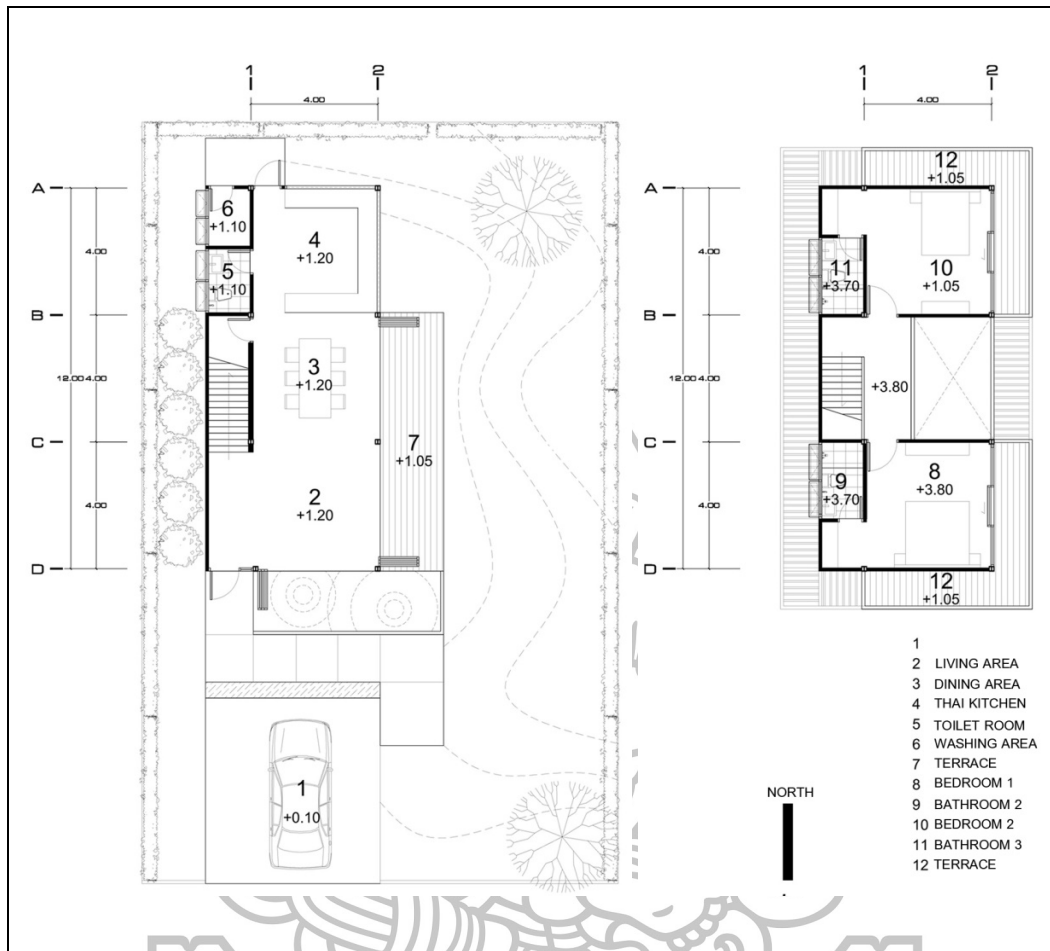 1
2
4.00
A
B
C
D
4.00
12.00 4.00
4.00
6
+1.10
5
+1.10
4
+1.20
3
+1.20
7
+1.05
2
+1.20
1
+0.10
1
2
4.00
A
B
C
D
4.00
12.00 4.00
4.00
12
+1.05
11
+3.70
10
+1.05
+3.80
9
+3.70
8
+3.80
12
+1.05
1
2 LIVING AREA
3 DINING AREA
4 THAI KITCHEN
5 TOILET ROOM
6 WASHING AREA
7 TERRACE
8 BEDROOM 1
9 BATHROOM 2
10 BEDROOM 2
11 BATHROOM 3
12 TERRACE
NORTH